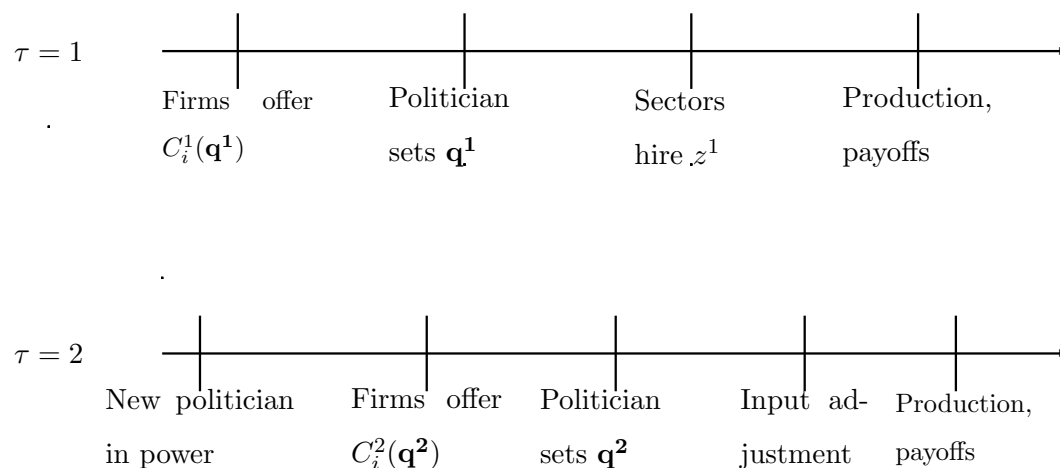 τ = 1
Firms offer Politician Sectors Production,
C_i^1(q^1) sets q^1 hire z^1 payoffs
τ = 2
New politician Firms offer Politician Input ad- Production,
in power C_i^2(q^2) sets q^2 justment payoffs